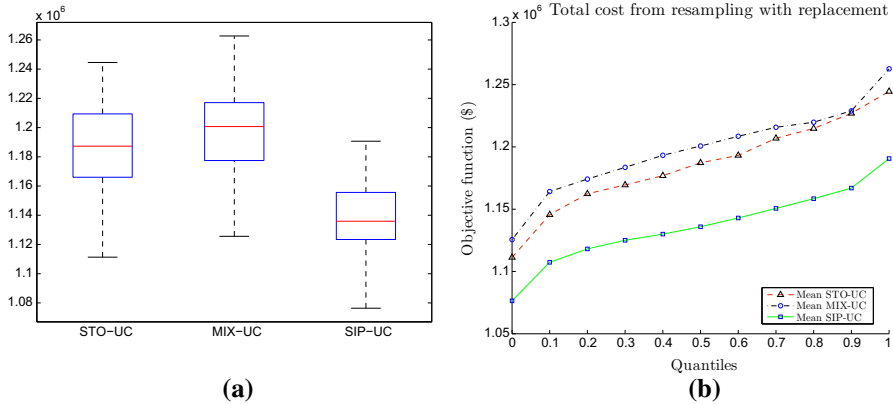 x 10^6
1.26
1.24
1.22
1.2
1.18
1.16
1.14
1.12
1.1
1.08
STO-UC
MIX-UC
SIP-UC
(a)
x 10^6
Total cost from resampling with replacement
1.3
1.25
1.2
1.15
1.1
1.05
Objective function ($)
Mean STO-UC
Mean MIX-UC
Mean SIP-UC
0 0.1 0.2 0.3 0.4 0.5 0.6 0.7 0.8 0.9 1
Quantiles
(b)